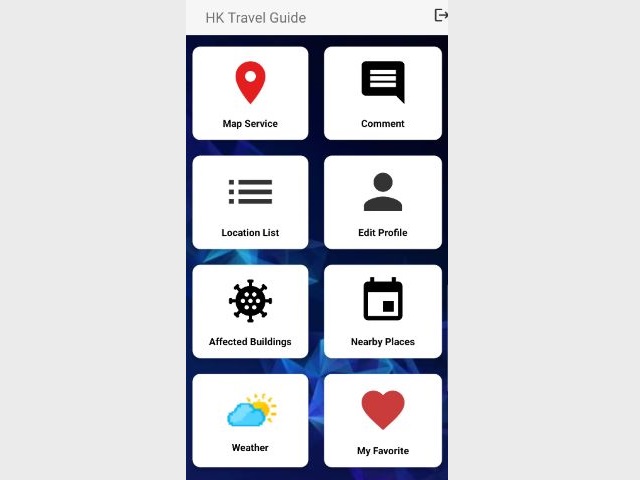 HK Travel Guide
Map Service
Comment
Location List
Edit Profile
Affected Buildings
Nearby Places
Weather
My Favorite